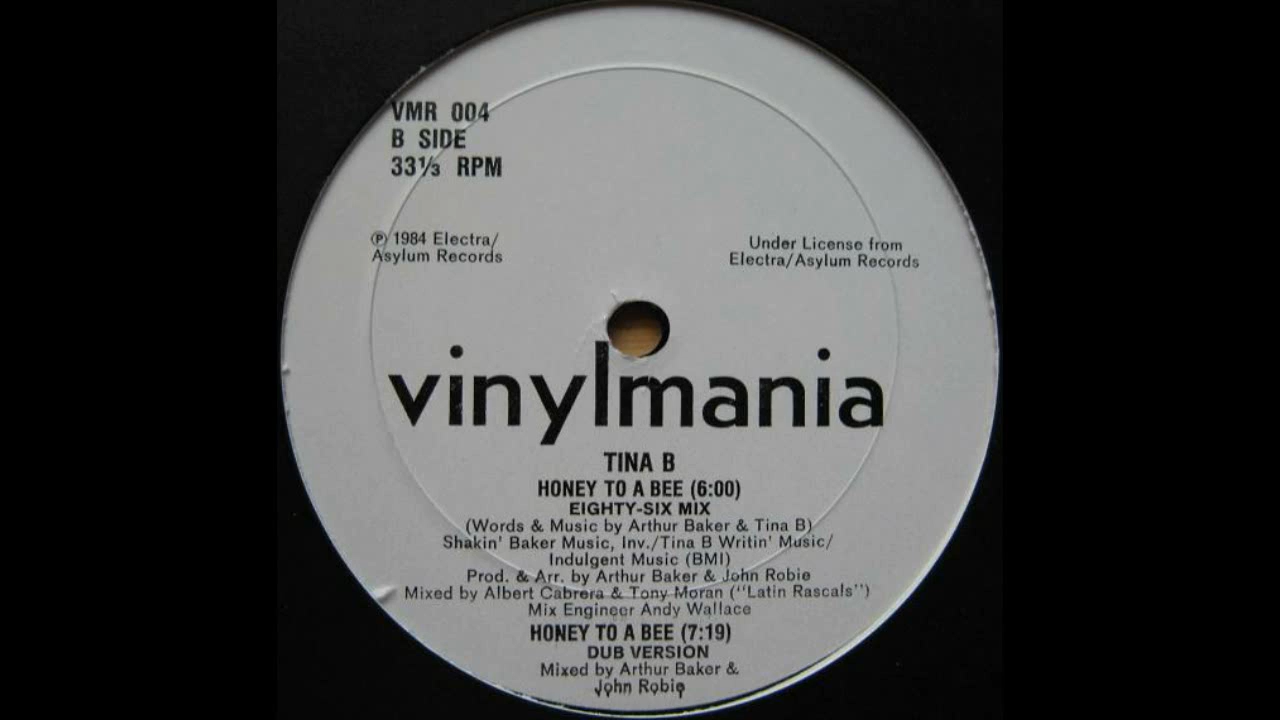 VMR 004
B SIDE
33⅓ RPM
℗ 1984 Electra/
Asylum Records
Under License from
Electra/Asylum Records
vinylmania
TINA B
HONEY TO A BEE (6:00)
EIGHTY-SIX MIX
(Words & Music by Arthur Baker & Tina B)
Shakin' Baker Music, Inv./Tina B Writin' Music/
Indulgent Music (BMI)
Prod. & Arr. by Arthur Baker & John Robie
Mixed by Albert Cabrera & Tony Moran ("Latin Rascals")
Mix Engineer Andy Wallace
HONEY TO A BEE (7:19)
DUB VERSION
Mixed by Arthur Baker &
John Robie